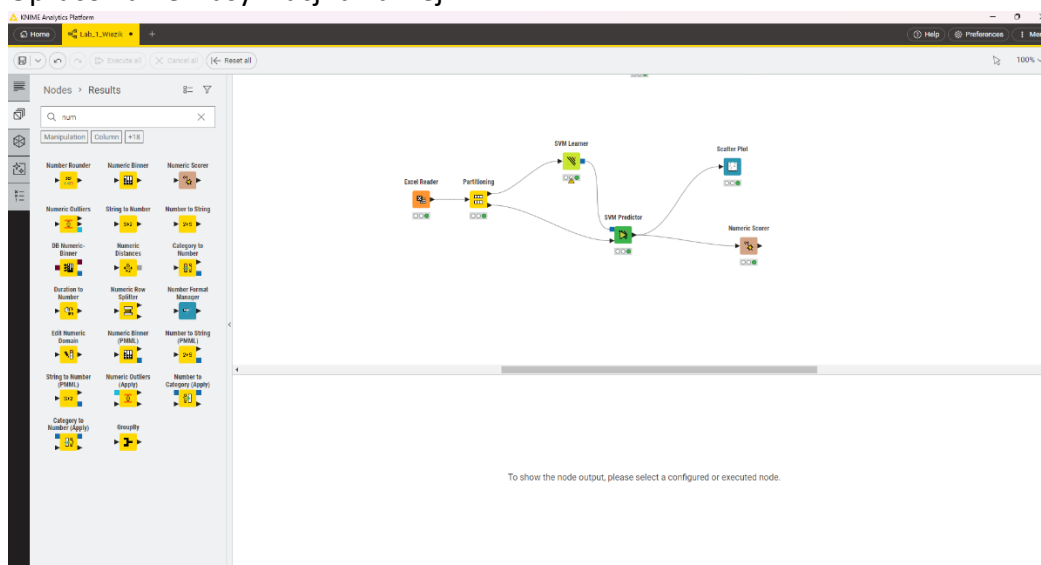 KNIME Analytics Platform
Home
Lab_1_Wiezik
+
Help
Preferences
Execute all
Cancel all
Reset all
100%
Nodes > Results
num
Manipulation
Column
+18
Number Rounder
Numeric Binner
Numeric Scorer
Numeric Outliers
String to Number
Number to String
DB Numeric-
Binner
Numeric
Distances
Category to
Number
Duration to
Number
Numeric Row
Splitter
Number Format
Manager
Edit Numeric
Domain
Numeric Binner
(PMML)
Number to String
(PMML)
String to Number
(PMML)
Numeric Outliers
(Apply)
Number to
Category (Apply)
Category to
Number (Apply)
GroupBy
Excel Reader
Partitioning
SVM Learner
SVM Predictor
Scatter Plot
Numeric Scorer
To show the node output, please select a configured or executed node.